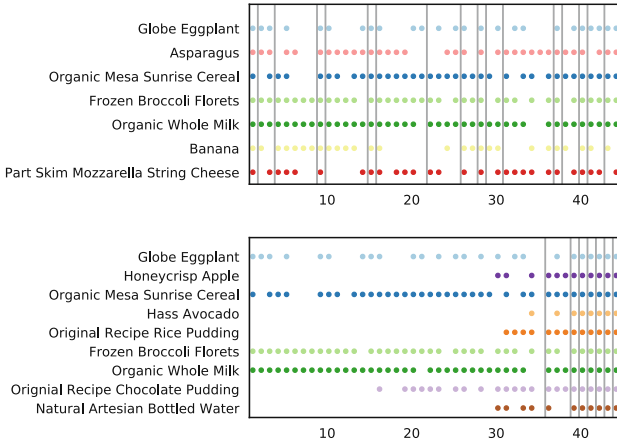 Globe Eggplant
Asparagus
Organic Mesa Sunrise Cereal
Frozen Broccoli Florets
Organic Whole Milk
Banana
Part Skim Mozzarella String Cheese
10 20 30 40
Globe Eggplant
Honeycrisp Apple
Organic Mesa Sunrise Cereal
Hass Avocado
Original Recipe Rice Pudding
Frozen Broccoli Florets
Organic Whole Milk
Orignial Recipe Chocolate Pudding
Natural Artesian Bottled Water
10 20 30 40